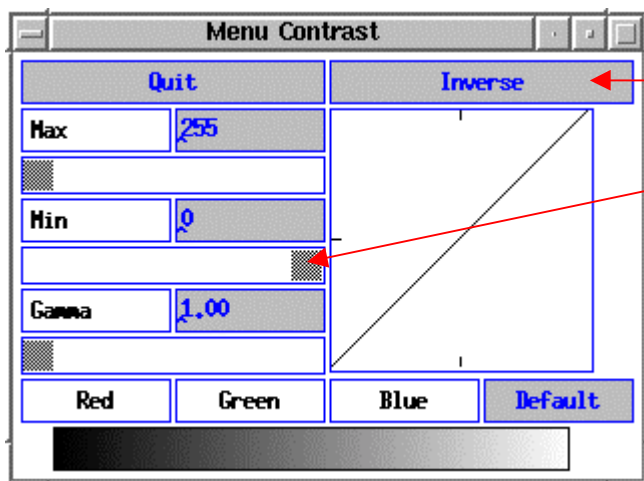 Menu Contrast
Quit Inverse
Max 255
Min 0
Gamma 1.00
Red Green Blue Default